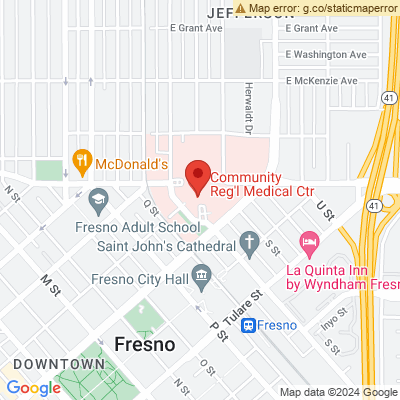 Map error: g.co/staticmaperror
JEFFERSON
E Grant Ave
E Grant Ave
E Washington Ave
E McKenzie Ave
Herwaldt Dr
41
McDonald's
Community
Reg'l Medical Ctr
N St
Q St
U St
41
Fresno Adult School
Saint John's Cathedral
S St
La Quinta Inn
by Wyndham Fresn
M St
Fresno City Hall
Tulare St
Inyo St
P St
Fresno
Fresno
DOWNTOWN
O St
N St
S St
Google
Map data ©2024 Google